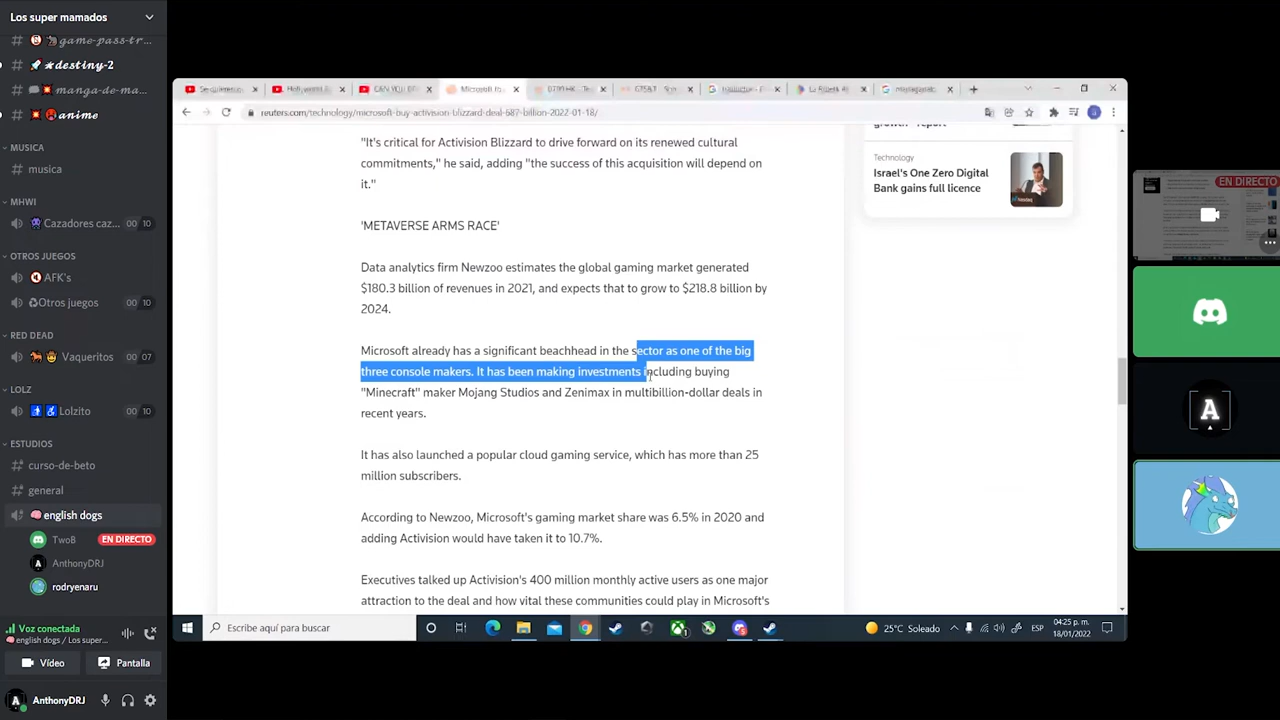 Los super mamados
game-pass-tr...
★destiny-2
manga-de-ma...
anime
MUSICA
musica
MHWI
Cazadores caz...
00 10
OTROS JUEGOS
AFK's
Otros juegos
00 10
RED DEAD
Vaqueritos
00 07
LOLZ
Lolzito
00 10
ESTUDIOS
curso-de-beto
general
english dogs
TwoB
EN DIRECTO
AnthonyDRJ
rodryenaru
Voz conectada
english dogs / Los super...
Vídeo
Pantalla
AnthonyDRJ
reuters.com/technology/microsoft-buy-activision-blizzard-deal-687-billion-2022-01-18/
"It's critical for Activision Blizzard to drive forward on its renewed cultural
commitments," he said, adding "the success of this acquisition will depend on
it."
'METAVERSE ARMS RACE'
Data analytics firm Newzoo estimates the global gaming market generated
$180.3 billion of revenues in 2021, and expects that to grow to $218.8 billion by
2024.
Microsoft already has a significant beachhead in the sector as one of the big
three console makers. It has been making investments including buying
"Minecraft" maker Mojang Studios and Zenimax in multibillion-dollar deals in
recent years.
It has also launched a popular cloud gaming service, which has more than 25
million subscribers.
According to Newzoo, Microsoft's gaming market share was 6.5% in 2020 and
adding Activision would have taken it to 10.7%.
Executives talked up Activision's 400 million monthly active users as one major
attraction to the deal and how vital these communities could play in Microsoft's
growth - report
Technology
Israel's One Zero Digital
Bank gains full licence
Escribe aquí para buscar
25°C Soleado
ESP
04:25 p.m.
18/01/2022
EN DIRECTO
A